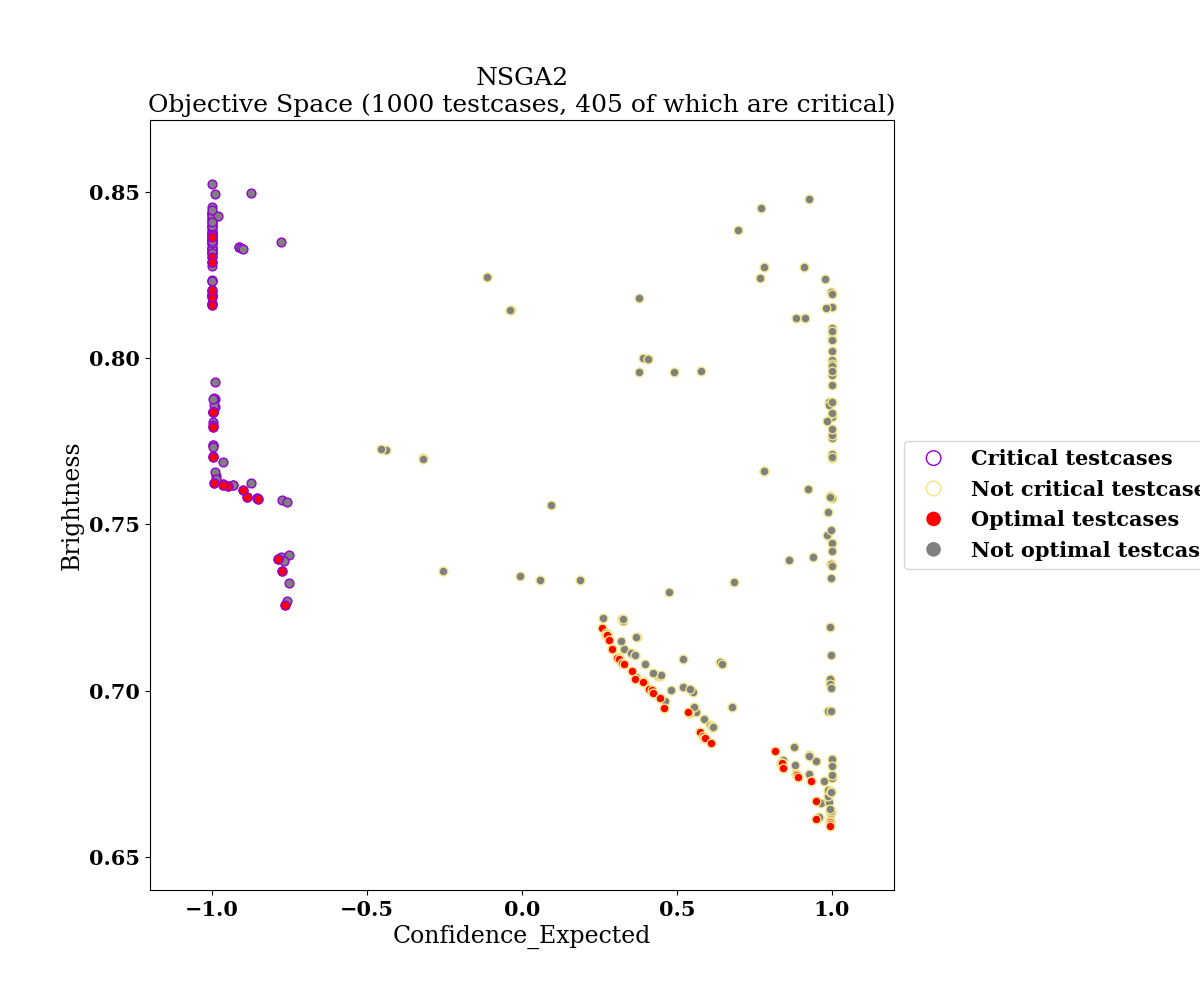 NSGA2
Objective Space (1000 testcases, 405 of which are critical)
0.85
0.80
0.75
0.70
0.65
Brightness
−1.0 −0.5 0.0 0.5 1.0
Confidence_Expected
Critical testcases
Not critical testcase
Optimal testcases
Not optimal testcas